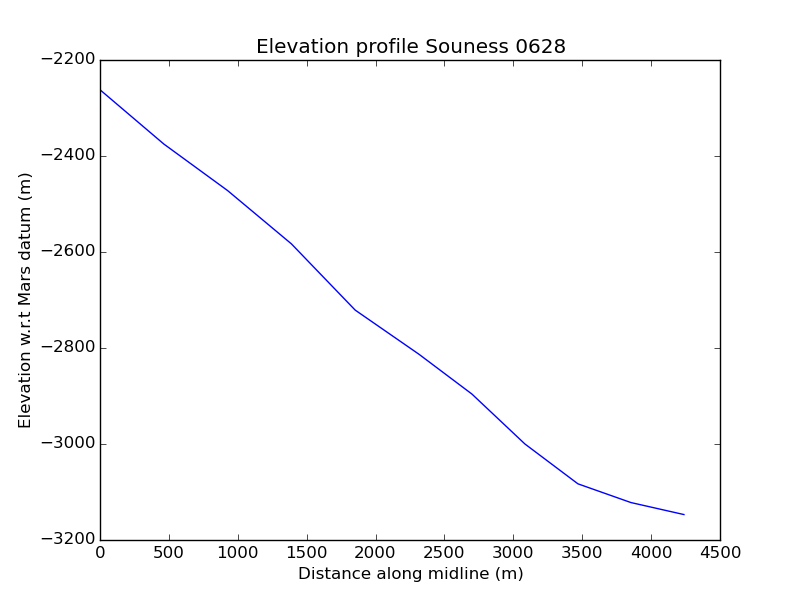 Elevation profile Souness 0628
−2200
−2400
−2600
−2800
−3000
−3200
Elevation w.r.t Mars datum (m)
0 500 1000 1500 2000 2500 3000 3500 4000 4500
Distance along midline (m)